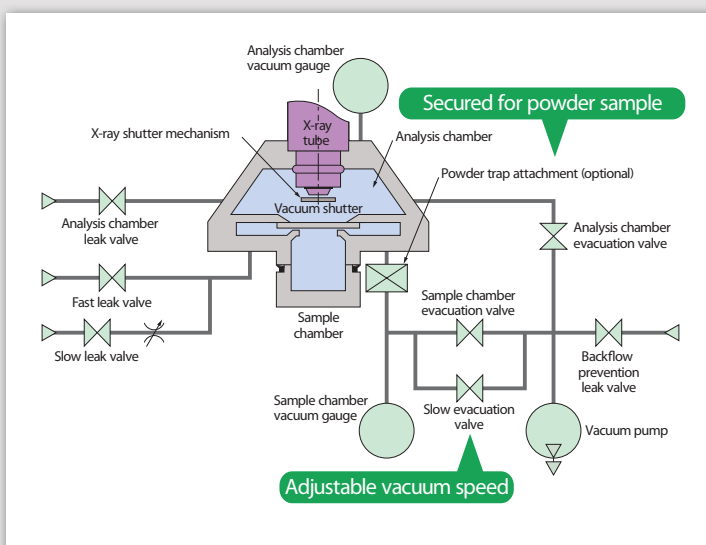 Analysis chamber
vacuum gauge
Secured for powder sample
X-ray
tube
X-ray shutter mechanism
Analysis chamber
Powder trap attachment (optional)
Vacuum shutter
Analysis chamber
leak valve
Analysis chamber
evacuation valve
Fast leak valve
Sample chamber
evacuation valve
Sample
chamber
Slow leak valve
Backflow
prevention
leak valve
Sample chamber
vacuum gauge
Slow evacuation
valve
Vacuum pump
Adjustable vacuum speed